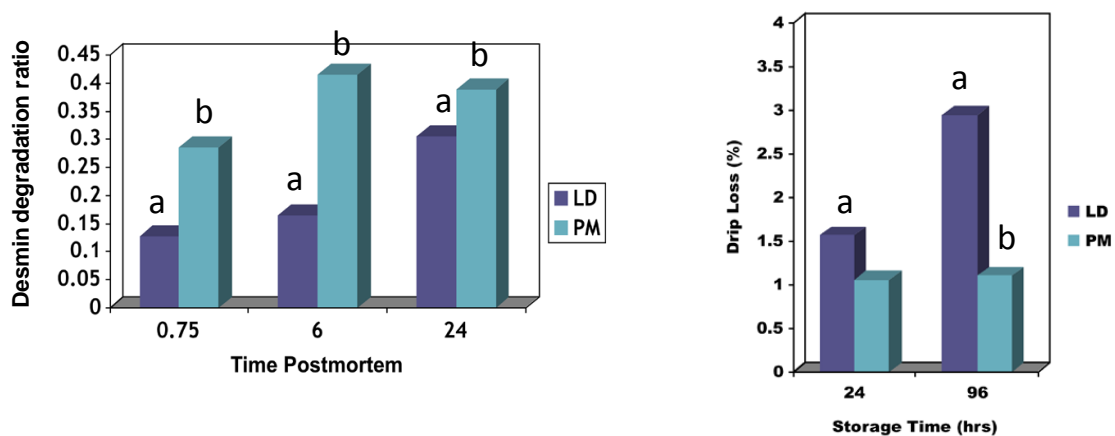 Desmin degradation ratio
0.45
0.4
0.35
0.3
0.25
0.2
0.15
0.1
0.05
0
a
b
a
b
a
b
0.75
6
24
Time Postmortem
LD
PM
Drip Loss (%)
4
3.5
3
2.5
2
1.5
1
0.5
0
a
a
b
24
96
Storage Time (hrs)
LD
PM